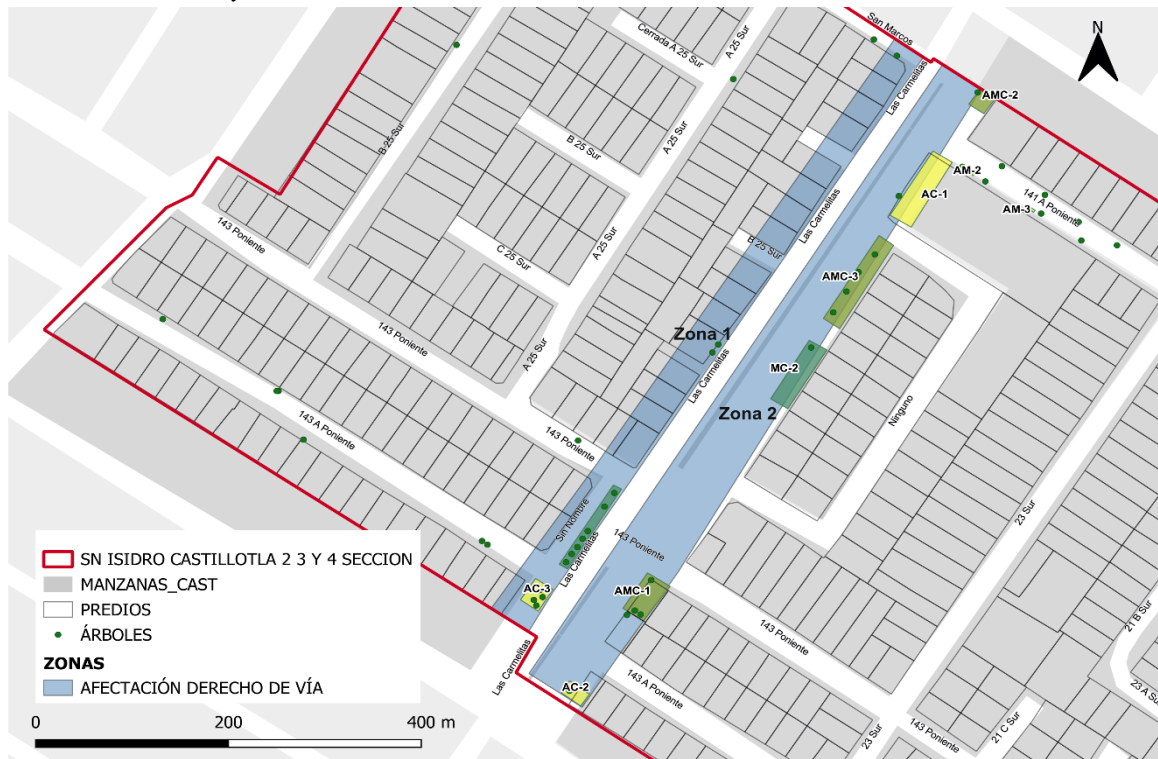 San Marcos
N
Cerrada A 25 Sur
A 25 Sur
Las Carmelitas
AMC-2
B 25 Sur
A 25 Sur
B 25 Sur
AM-2
AC-1
AM-3
141 A Poniente
Las Carmelitas
143 Poniente
C 25 Sur
A 25 Sur
B 25 Sur
AMC-3
Zona 1
143 Poniente
A 25 Sur
Las Carmelitas
MC-2
Zona 2
Ninguno
143 A Poniente
143 Poniente
23 Sur
Sin Nombre
143 Poniente
Las Carmelitas
AC-3
AMC-1
143 Poniente
21 B Sur
Las Carmelitas
AC-2
143 A Poniente
23 A Sur
23 Sur
143 Poniente
21 C Sur
SN ISIDRO CASTILLOTLA 2 3 Y 4 SECCION
MANZANAS_CAST
PREDIOS
ÁRBOLES
ZONAS
AFECTACIÓN DERECHO DE VÍA
0 200 400 m